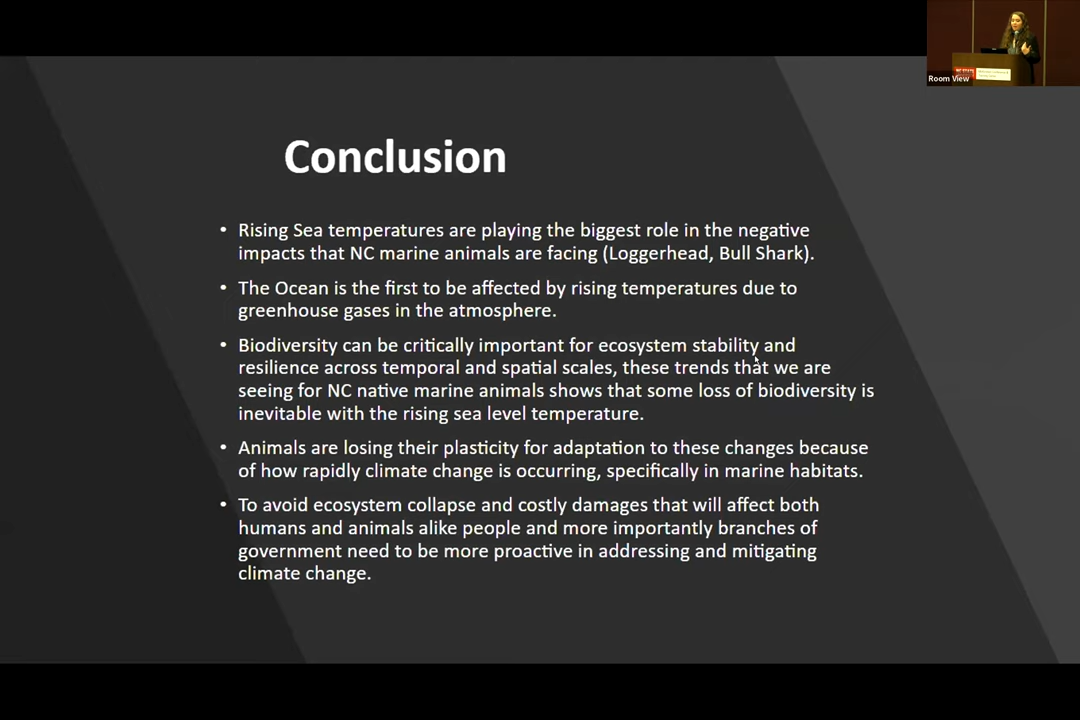 Room View
Conclusion
• Rising Sea temperatures are playing the biggest role in the negative
impacts that NC marine animals are facing (Loggerhead, Bull Shark).
• The Ocean is the first to be affected by rising temperatures due to
greenhouse gases in the atmosphere.
• Biodiversity can be critically important for ecosystem stability and
resilience across temporal and spatial scales, these trends that we are
seeing for NC native marine animals shows that some loss of biodiversity is
inevitable with the rising sea level temperature.
• Animals are losing their plasticity for adaptation to these changes because
of how rapidly climate change is occurring, specifically in marine habitats.
• To avoid ecosystem collapse and costly damages that will affect both
humans and animals alike people and more importantly branches of
government need to be more proactive in addressing and mitigating
climate change.